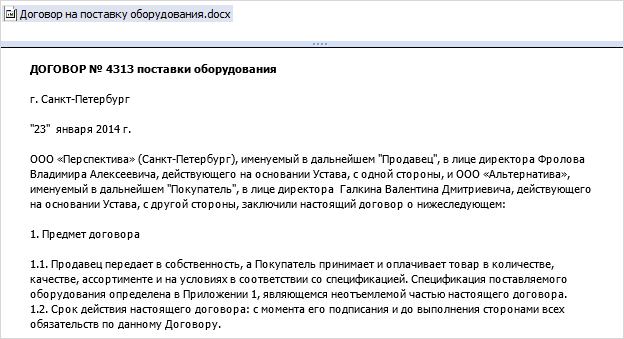 Договор на поставку оборудования.docx
ДОГОВОР № 4313 поставки оборудования
г. Санкт-Петербург
"23" января 2014 г.
ООО «Перспектива» (Санкт-Петербург), именуемый в дальнейшем "Продавец", в лице директора Фролова
Владимира Алексеевича, действующего на основании Устава, с одной стороны, и ООО «Альтернатива»,
именуемый в дальнейшем "Покупатель", в лице директора Галкина Валентина Дмитриевича, действующего
на основании Устава, с другой стороны, заключили настоящий договор о нижеследующем:
1. Предмет договора
1.1. Продавец передает в собственность, а Покупатель принимает и оплачивает товар в количестве,
качестве, ассортименте и на условиях в соответствии со спецификацией. Спецификация поставляемого
оборудования определена в Приложении 1, являющемся неотъемлемой частью настоящего договора.
1.2. Срок действия настоящего договора: с момента его подписания и до выполнения сторонами всех
обязательств по данному Договору.